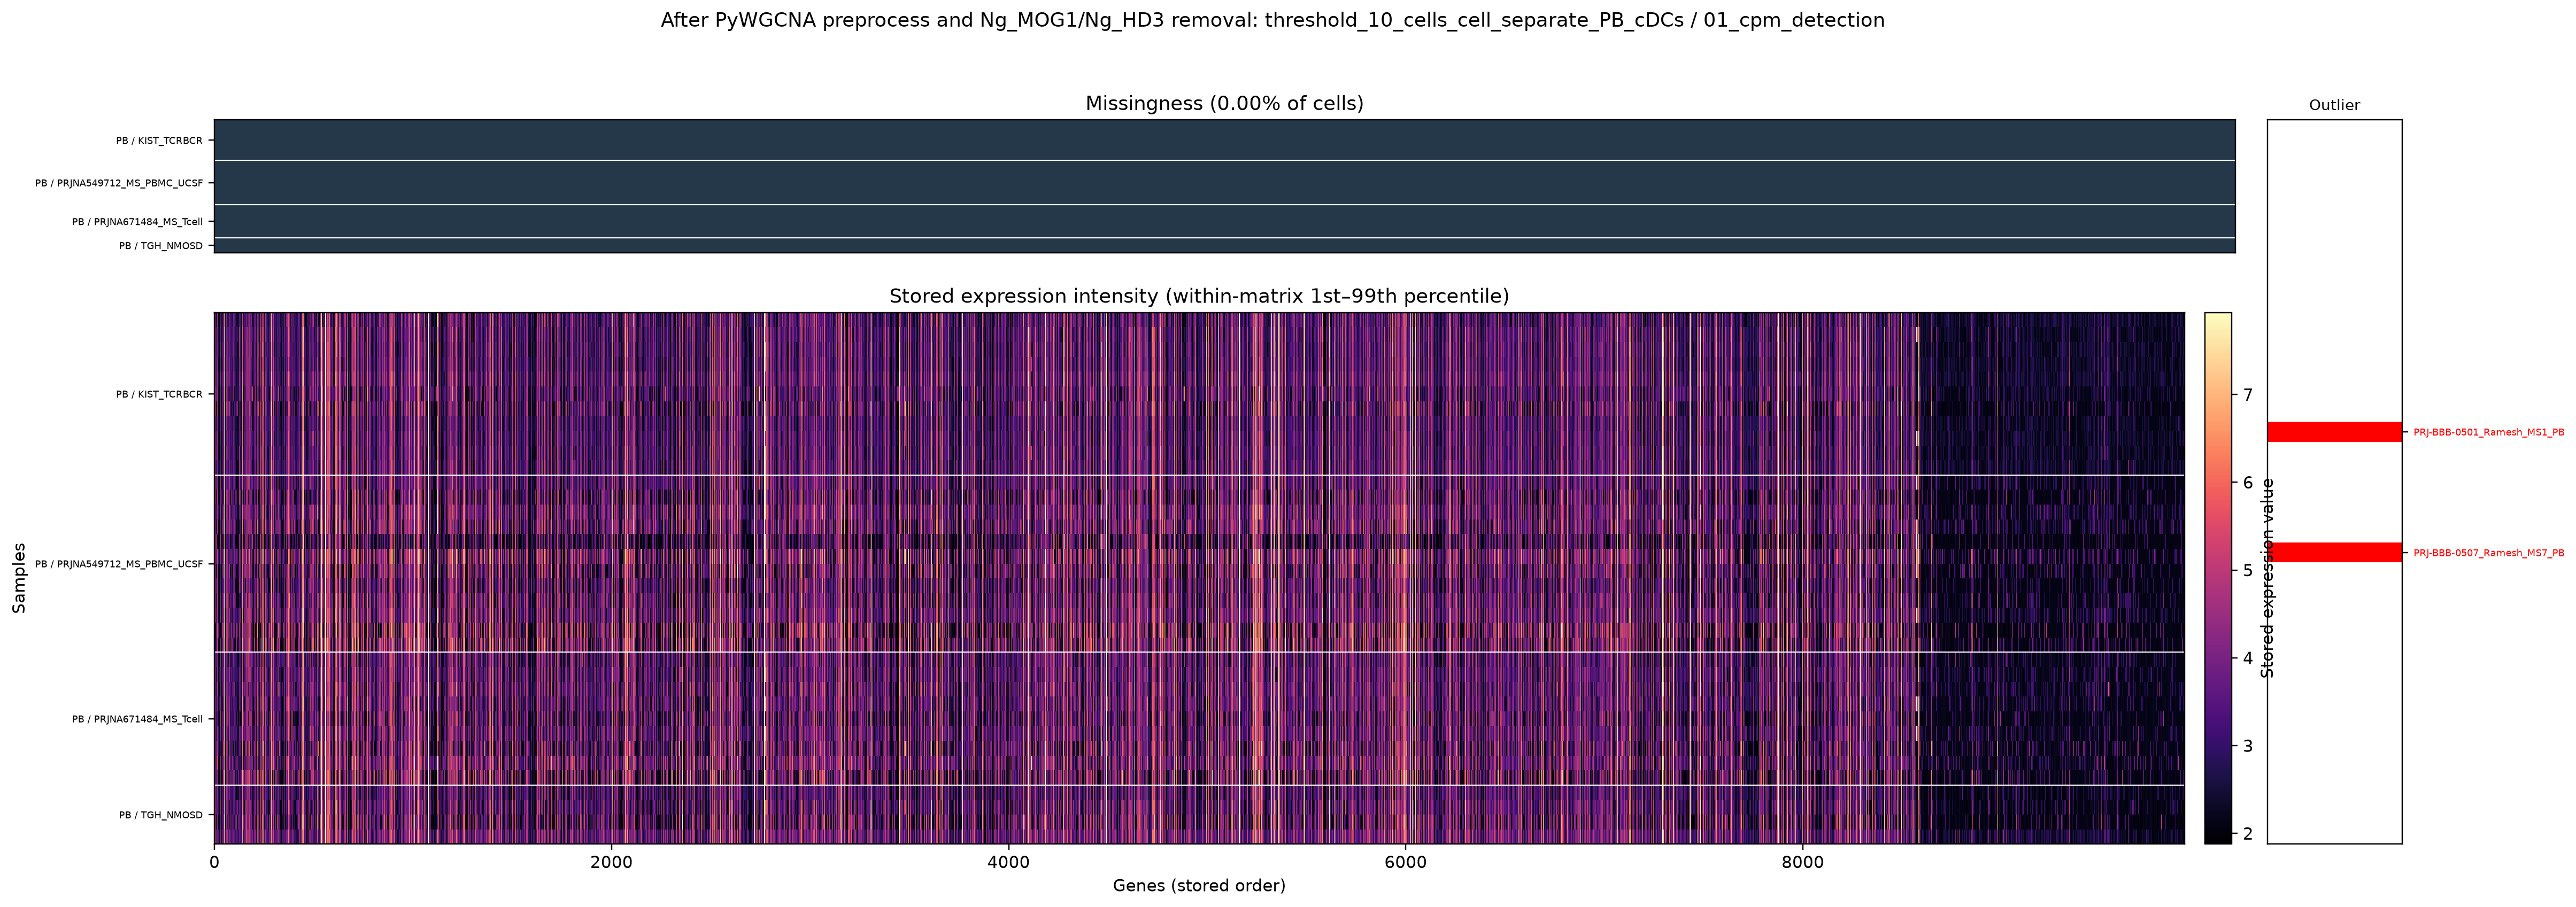 After PyWGCNA preprocess and Ng_MOG1/Ng_HD3 removal: threshold_10_cells_cell_separate_PB_cDCs / 01_cpm_detection
Missingness (0.00% of cells)
Outlier
PB / KIST_TCRBCR
PB / PRJNA549712_MS_PBMC_UCSF
PB / PRJNA671484_MS_Tcell
PB / TGH_NMOSD
Stored expression intensity (within-matrix 1st–99th percentile)
Samples
PB / KIST_TCRBCR
PB / PRJNA549712_MS_PBMC_UCSF
PB / PRJNA671484_MS_Tcell
PB / TGH_NMOSD
0
2000
4000
6000
8000
Genes (stored order)
7
6
5
4
3
2
Stored expression value
PRJ-BBB-0501_Ramesh_MS1_PB
PRJ-BBB-0507_Ramesh_MS7_PB